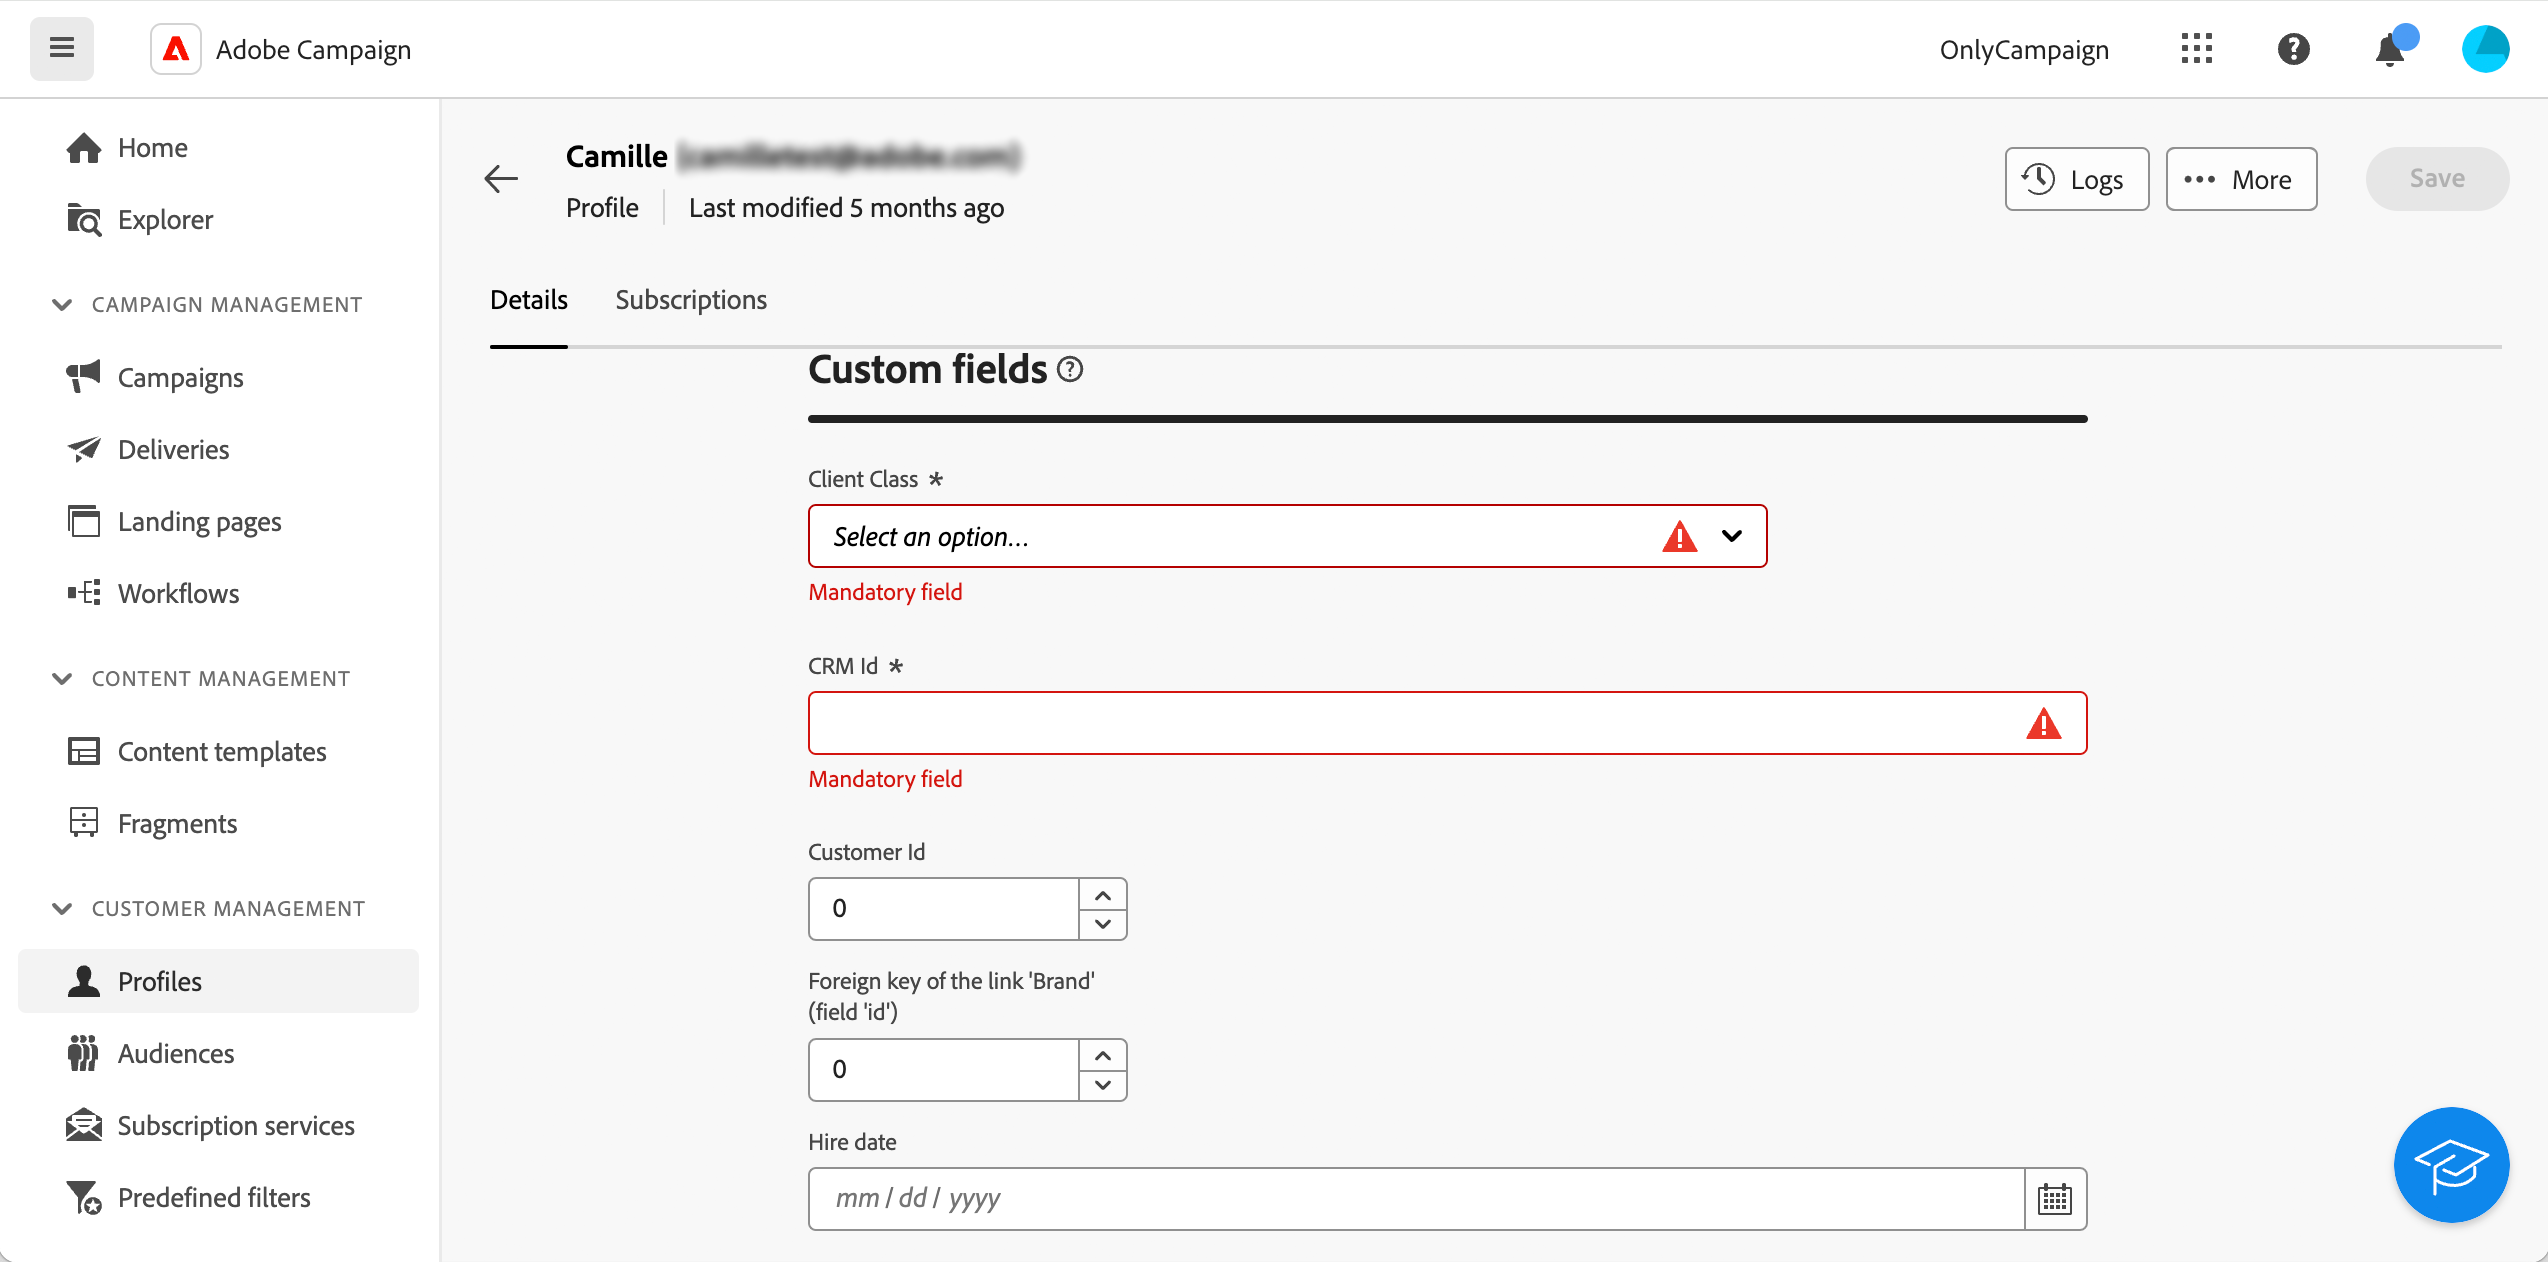 Adobe Campaign
OnlyCampaign
Home
Explorer
CAMPAIGN MANAGEMENT
Campaigns
Deliveries
Landing pages
Workflows
CONTENT MANAGEMENT
Content templates
Fragments
CUSTOMER MANAGEMENT
Profiles
Audiences
Subscription services
Predefined filters
Camille
Profile
Last modified 5 months ago
Logs
More
Save
Details
Subscriptions
Custom fields
Client Class *
Select an option...
Mandatory field
CRM Id *
Mandatory field
Customer Id
0
Foreign key of the link 'Brand'
(field 'id')
0
Hire date
mm / dd / yyyy